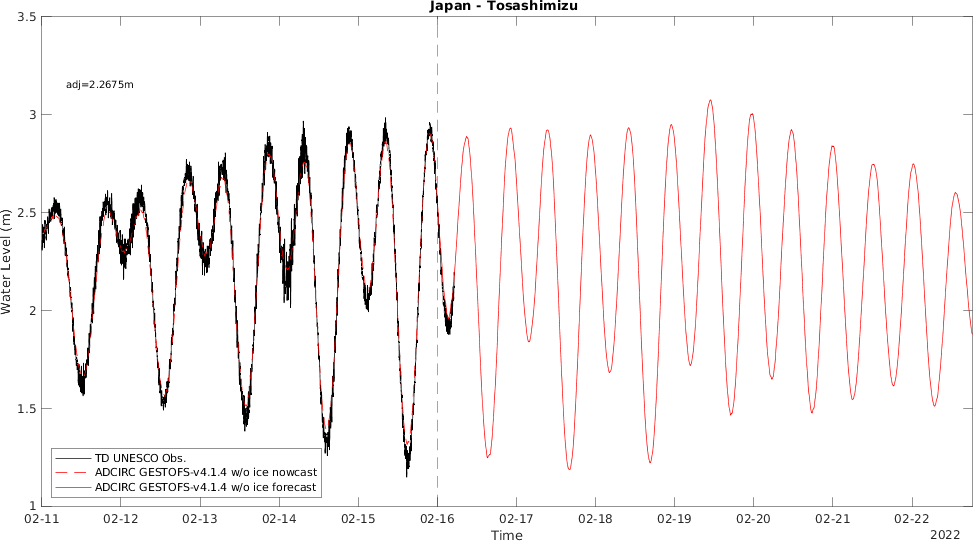 Japan - Tosashimizu
3.5
adj=2.2675m
3
2.5
Water Level (m)
2
1.5
TD UNESCO Obs.
ADCIRC GESTOFS-v4.1.4 w/o ice nowcast
ADCIRC GESTOFS-v4.1.4 w/o ice forecast
1
02-11 02-12 02-13 02-14 02-15 02-16 02-17 02-18 02-19 02-20 02-21 02-22
Time
2022